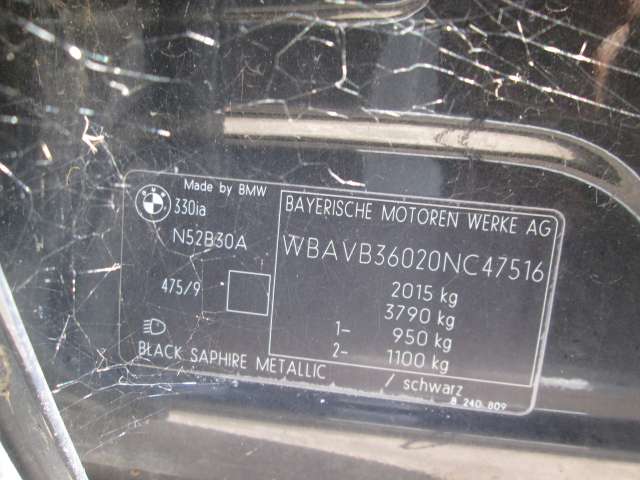 Made by BMW
330ia
N52B30A
475/9
BLACK SAPHIRE METALLIC / schwarz
BAYERISCHE MOTOREN WERKE AG
WBAVB36020NC47516
2015 kg
3790 kg
1- 950 kg
2- 1100 kg
8 240 809